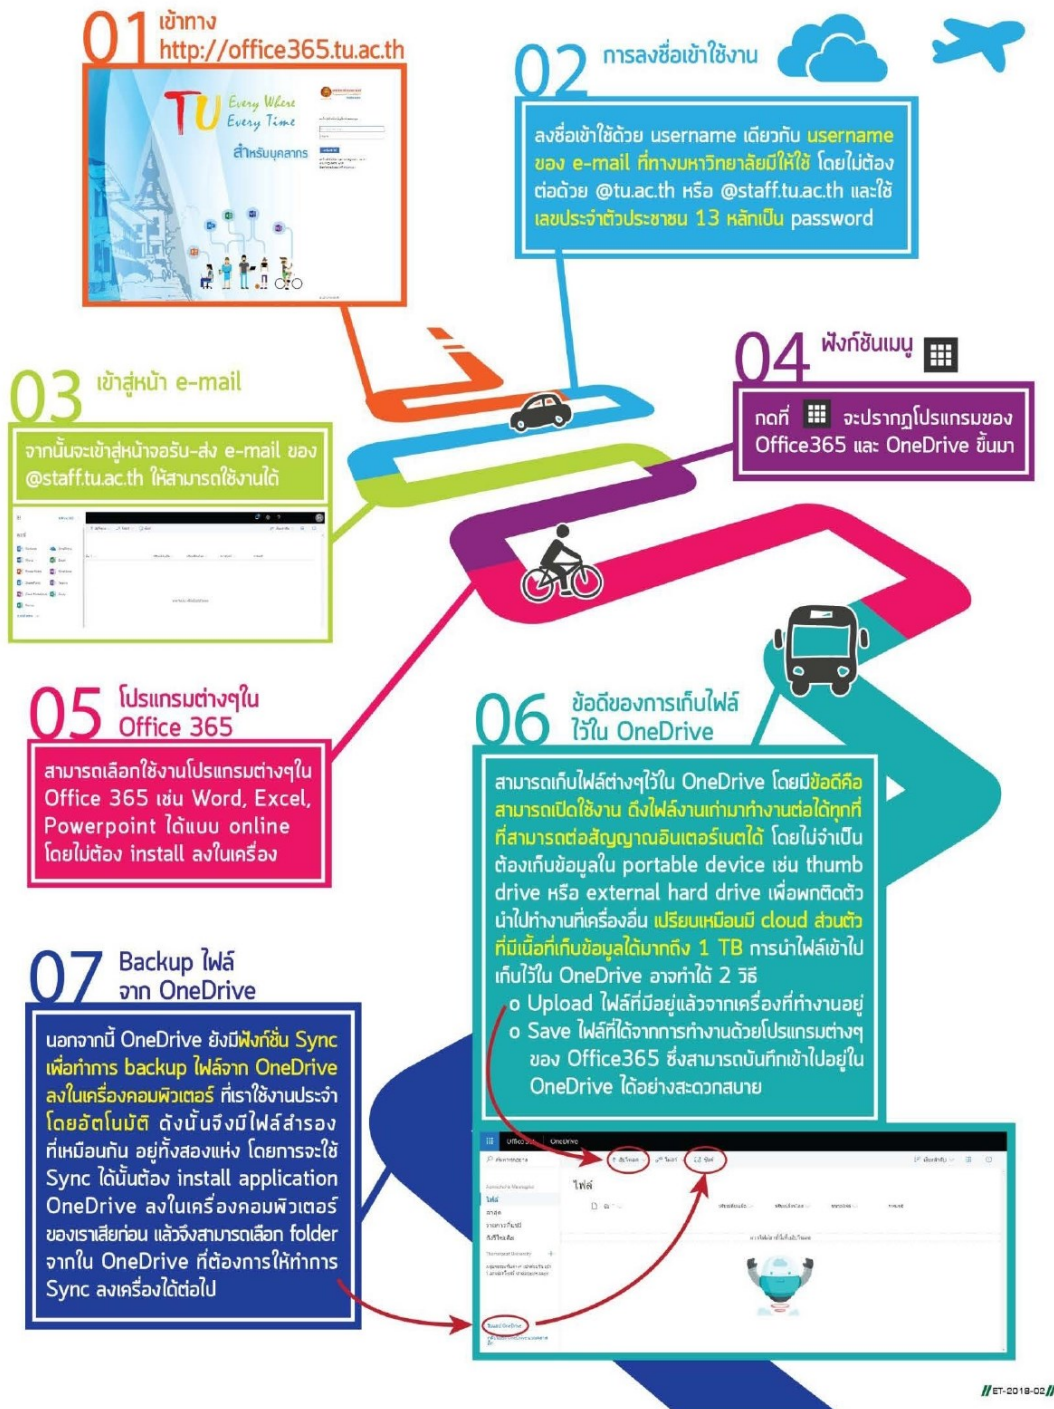 01 เข้าทาง
http://office365.tu.ac.th
TU Every Where
Every Time
สำหรับบุคลากร
02 การลงชื่อเข้าใช้งาน
ลงชื่อเข้าใช้ด้วย username เดียวกับ username
ของ e-mail ที่ทางมหาวิทยาลัยมีให้ใช้ โดยไม่ต้อง
ต่อด้วย @tu.ac.th หรือ @staff.tu.ac.th และใช้
เลขประจำตัวประชาชน 13 หลักเป็น password
03 เข้าสู่หน้า e-mail
จากนั้นจะเข้าสู่หน้าจอรับ-ส่ง e-mail ของ
@staff.tu.ac.th ให้สามารถใช้งานได้
04 ฟังก์ชันเมนู
กดที่ จะปรากฏโปรแกรมของ
Office365 และ OneDrive ขึ้นมา
05 โปรแกรมต่างๆใน
Office 365
สามารถเลือกใช้งานโปรแกรมต่างๆใน
Office 365 เช่น Word, Excel,
Powerpoint ได้แบบ online
โดยไม่ต้อง install ลงในเครื่อง
06 ข้อดีของการเก็บไฟล์
ไว้ใน OneDrive
สามารถเก็บไฟล์ต่างๆไว้ใน OneDrive โดยมีข้อดีคือ
สามารถเปิดใช้งาน ดึงไฟล์งานเก่ามาทำงานต่อได้ทุกที่
ที่สามารถต่อสัญญาณอินเตอร์เนตได้ โดยไม่จำเป็น
ต้องเก็บข้อมูลใน portable device เช่น thumb
drive หรือ external hard drive เพื่อพกติดตัว
นำไปทำงานที่เครื่องอื่น เปรียบเหมือนมี cloud ส่วนตัว
ที่มีเนื้อที่เก็บข้อมูลได้มากถึง 1 TB การนำไฟล์เข้าไป
เก็บไว้ใน OneDrive อาจทำได้ 2 วิธี
o Upload ไฟล์ที่มีอยู่แล้วจากเครื่องที่ทำงานอยู่
o Save ไฟล์ที่ได้จากการทำงานด้วยโปรแกรมต่างๆ
ของ Office365 ซึ่งสามารถบันทึกเข้าไปอยู่ใน
OneDrive ได้อย่างสะดวกสบาย
07 Backup ไฟล์
จาก OneDrive
นอกจากนี้ OneDrive ยังมีฟังก์ชั่น Sync
เพื่อทำการ backup ไฟล์จาก OneDrive
ลงในเครื่องคอมพิวเตอร์ ที่เราใช้งานประจำ
โดยอัตโนมัติ ดังนั้นจึงมีไฟล์สำรอง
ที่เหมือนกัน อยู่ทั้งสองแห่ง โดยการจะใช้
Sync ได้นั้นต้อง install application
OneDrive ลงในเครื่องคอมพิวเตอร์
ของเราเสียก่อน แล้วจึงสามารถเลือก folder
จากใน OneDrive ที่ต้องการให้ทำการ
Sync ลงเครื่องได้ต่อไป
OneDrive
ไฟล์
ไฟล์
ET-2018-02